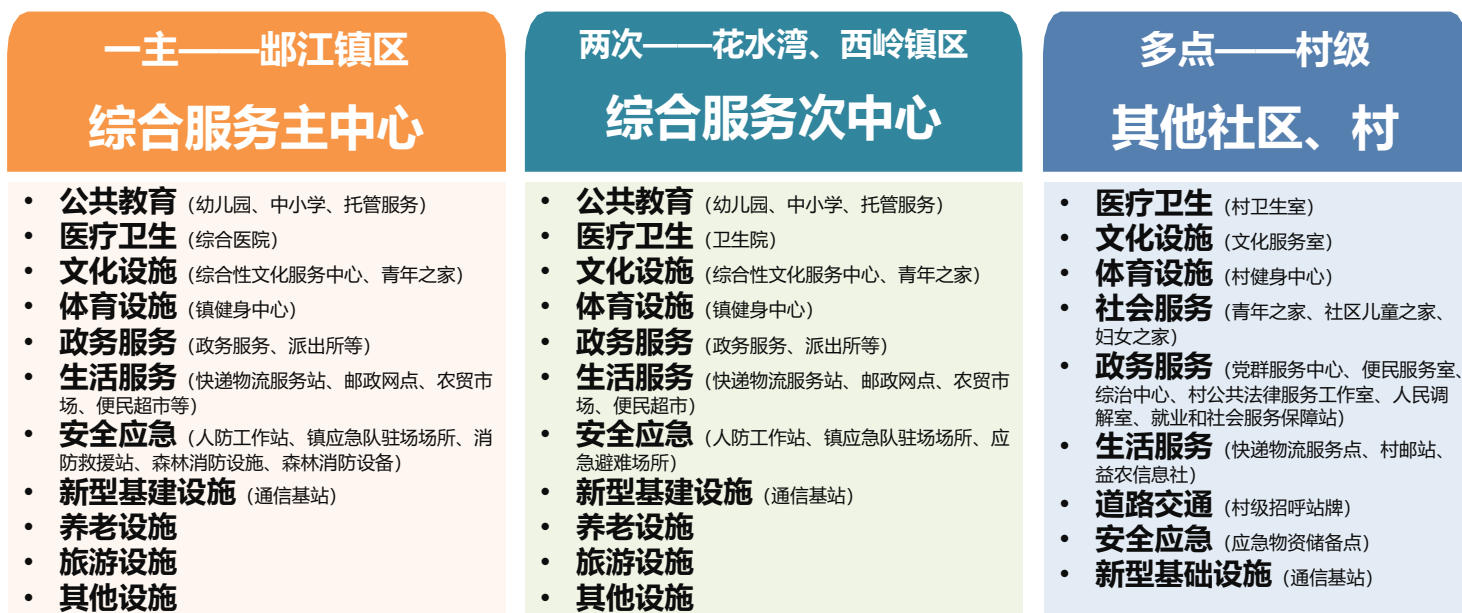 一主——䢺江镇区
综合服务主中心
• 公共教育（幼儿园、中小学、托管服务）
• 医疗卫生（综合医院）
• 文化设施（综合性文化服务中心、青年之家）
• 体育设施（镇健身中心）
• 政务服务（政务服务、派出所等）
• 生活服务（快递物流服务站、邮政网点、农贸市
场、便民超市等）
• 安全应急（人防工作站、镇应急队驻场场所、消
防救援站、森林消防设施、森林消防设备）
• 新型基建设施（通信基站）
• 养老设施
• 旅游设施
• 其他设施
两次——花水湾、西岭镇区
综合服务次中心
• 公共教育（幼儿园、中小学、托管服务）
• 医疗卫生（卫生院）
• 文化设施（综合性文化服务中心、青年之家）
• 体育设施（镇健身中心）
• 政务服务（政务服务、派出所等）
• 生活服务（快递物流服务站、邮政网点、农贸市
场、便民超市）
• 安全应急（人防工作站、镇应急队驻场场所、应
急避难场所）
• 新型基建设施（通信基站）
• 养老设施
• 旅游设施
• 其他设施
多点——村级
其他社区、村
• 医疗卫生（村卫生室）
• 文化设施（文化服务室）
• 体育设施（村健身中心）
• 社会服务（青年之家、社区儿童之家、
妇女之家）
• 政务服务（党群服务中心、便民服务室、
综治中心、村公共法律服务工作室、人民调
解室、就业和社会服务保障站）
• 生活服务（快递物流服务点、村邮站、
益农信息社）
• 道路交通（村级招呼站牌）
• 安全应急（应急物资储备点）
• 新型基础设施（通信基站）